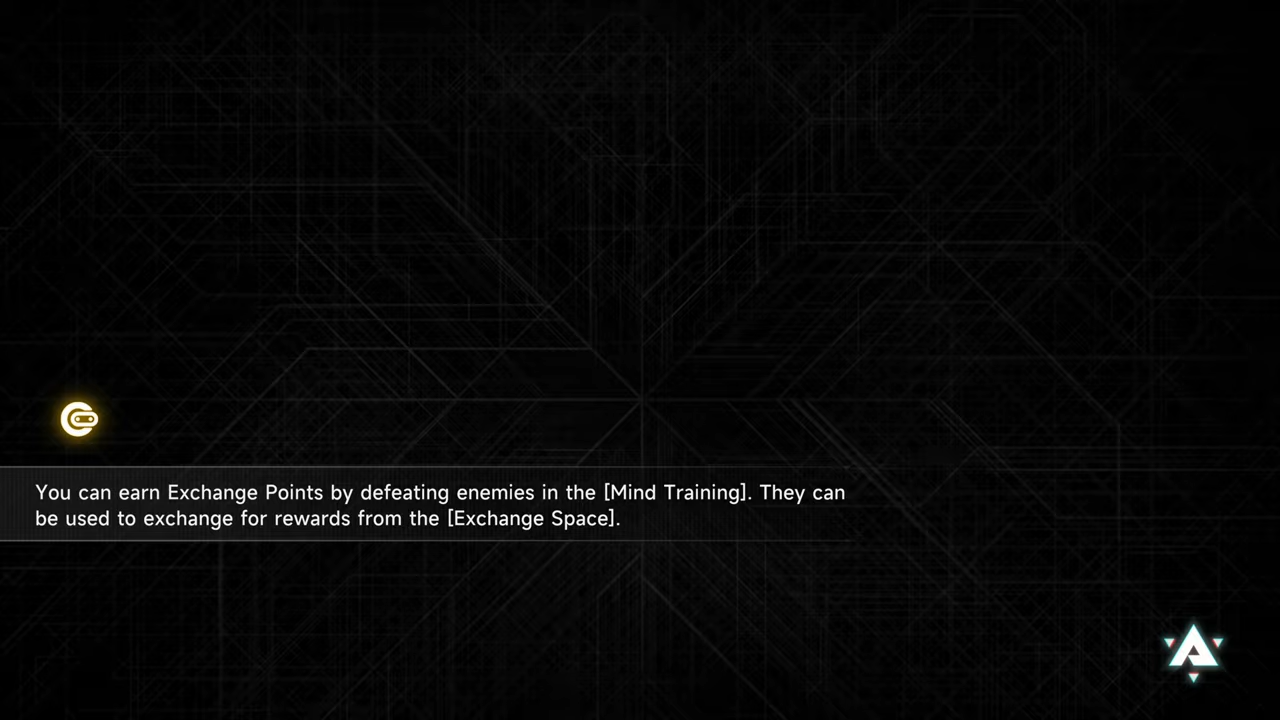 You can earn Exchange Points by defeating enemies in the [Mind Training]. They can
be used to exchange for rewards from the [Exchange Space].